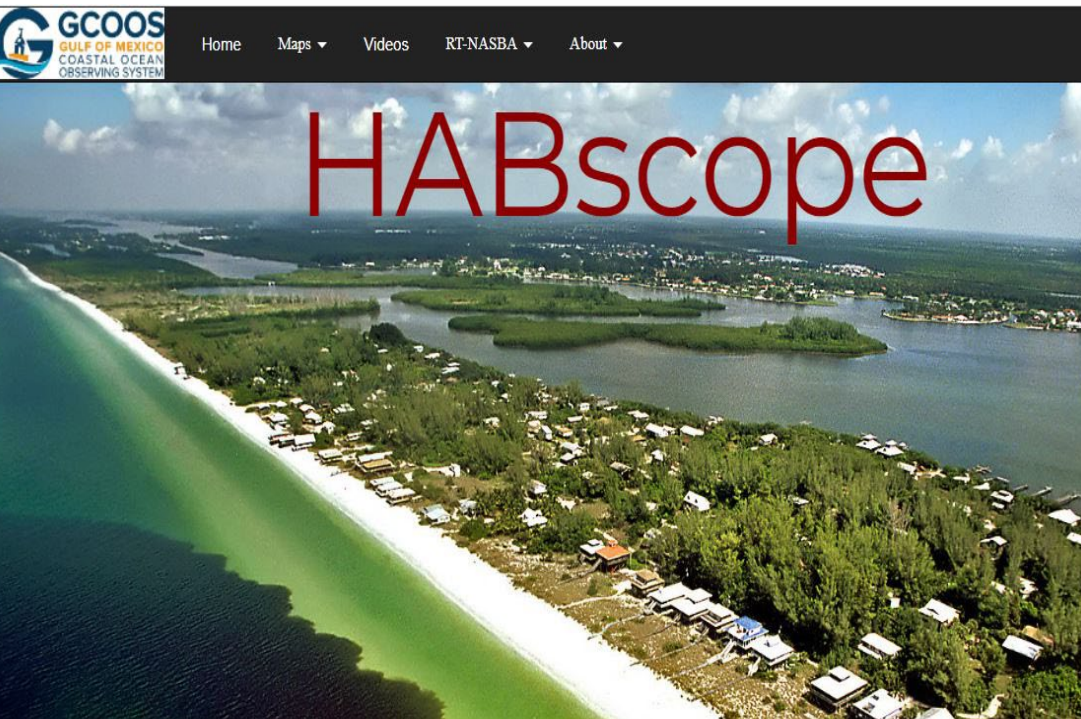 GCOOS
GULF OF MEXICO
COASTAL OCEAN
OBSERVING SYSTEM
Home Maps Videos RT-NASBA About
HABscope